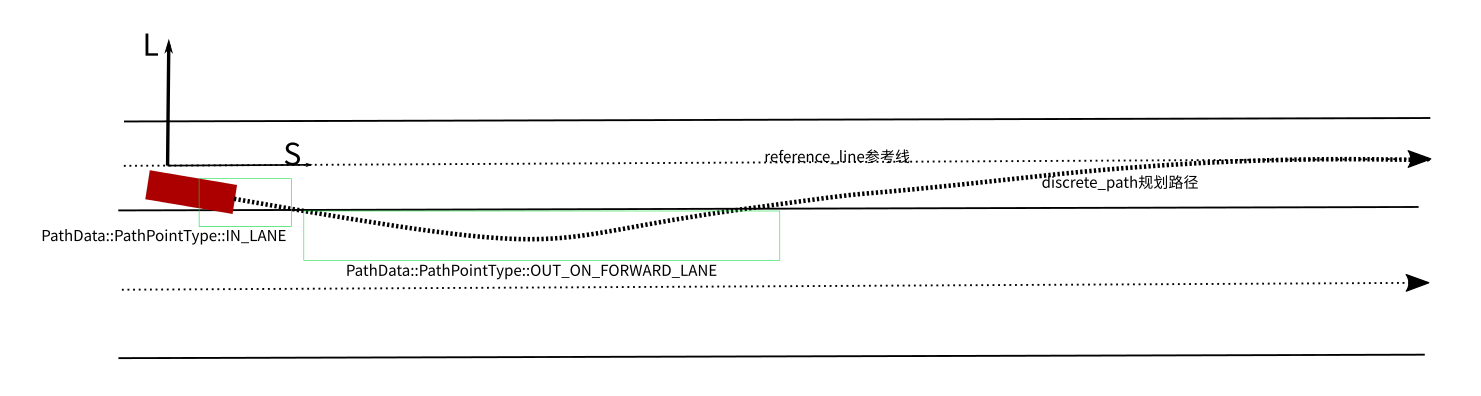 L
S
reference_line参考线
discrete_path规划路径
PathData::PathPointType::IN_LANE
PathData::PathPointType::OUT_ON_FORWARD_LANE